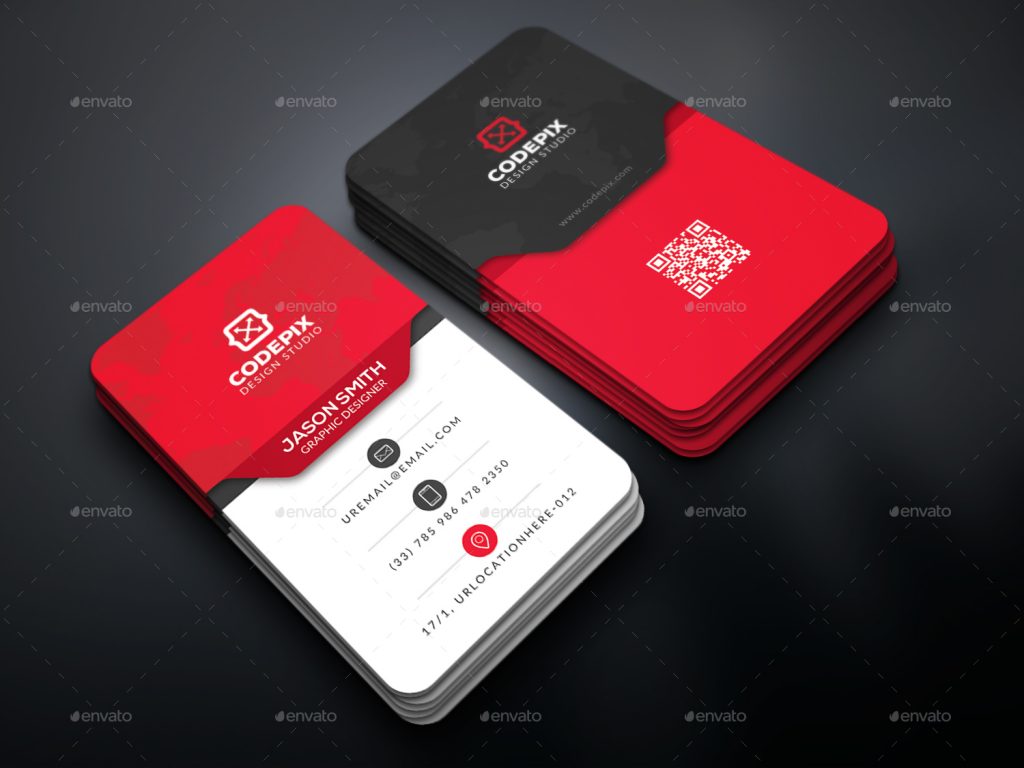 CODEPIX
DESIGN STUDIO
www.codepix.com
CODEPIX
DESIGN STUDIO
JASON SMITH
GRAPHIC DESIGNER
UREMAIL@EMAIL.COM
(33) 785 986 478 2350
17/1, URLOCATIONHERE-012
envato envato envato envato envato
envato envato envato envato envato
envato envato envato envato envato
envato envato envato envato envato